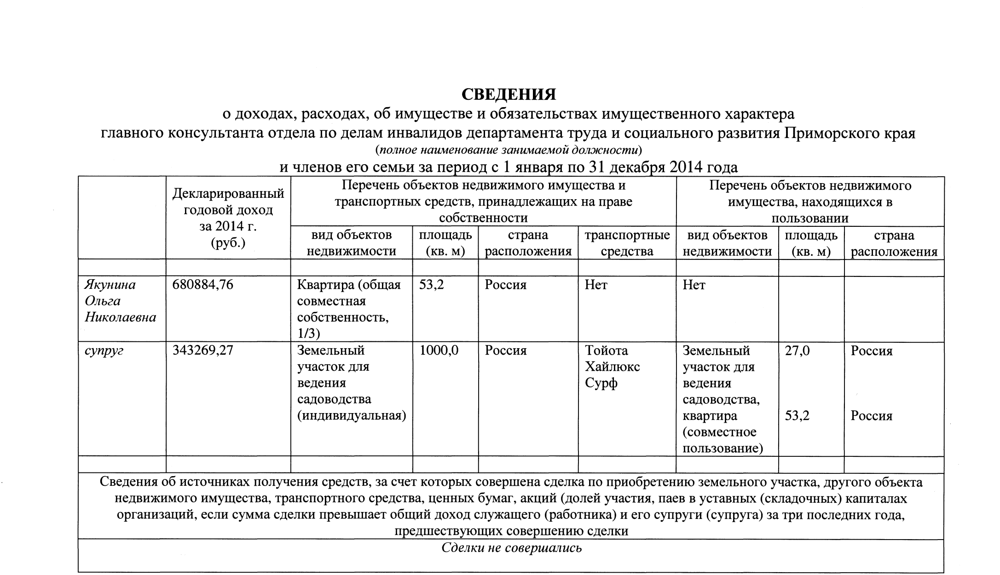 СВЕДЕНИЯ
о доходах, расходах, об имуществе и обязательствах имущественного характера
главного консультанта отдела по делам инвалидов департамента труда и социального развития Приморского края
(полное наименование занимаемой должности)
и членов его семьи за период с 1 января по 31 декабря 2014 года
Декларированный
годовой доход
за 2014 г.
(руб.)
Перечень объектов недвижимого имущества и
транспортных средств, принадлежащих на праве
собственности
Перечень объектов недвижимого
имущества, находящихся в
пользовании
вид объектов
недвижимости
площадь
(кв. м)
страна
расположения
транспортные
средства
вид объектов
недвижимости
площадь
(кв. м)
страна
расположения
Якунина
Ольга
Николаевна
680884,76
Квартира (общая
совместная
собственность,
1/3)
53,2
Россия
Нет
Нет
супруг
343269,27
Земельный
участок для
ведения
садоводства
(индивидуальная)
1000,0
Россия
Тойота
Хайлюкс
Сурф
Земельный
участок для
ведения
садоводства,
квартира
(совместное
пользование)
27,0
53,2
Россия
Россия
Сведения об источниках получения средств, за счет которых совершена сделка по приобретению земельного участка, другого объекта
недвижимого имущества, транспортного средства, ценных бумаг, акций (долей участия, паев в уставных (складочных) капиталах
организаций, если сумма сделки превышает общий доход служащего (работника) и его супруги (супруга) за три последних года,
предшествующих совершению сделки
Сделки не совершались